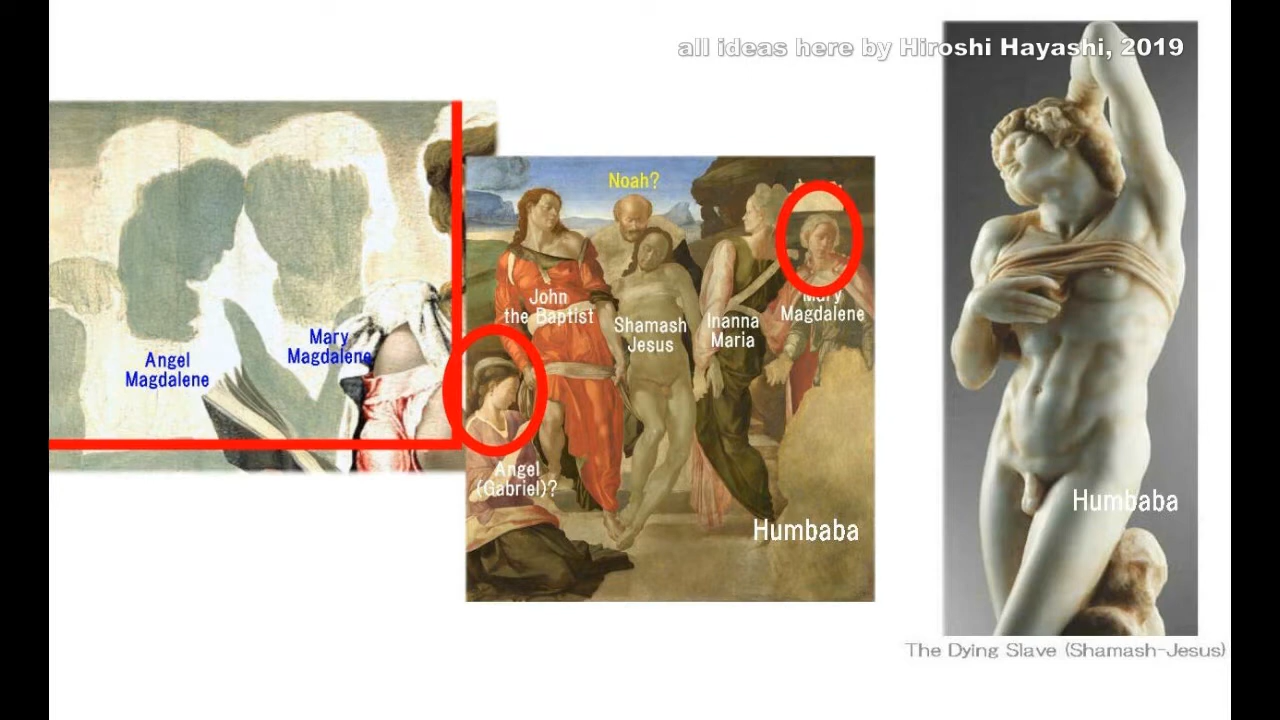 all ideas here by Hiroshi Hayashi, 2019
Noah?
John
the Baptist
Shamash
Jesus
Inanna
Maria
Mary
Magdalene
Mary
Magdalene
Angel
Magdalene
Angel
(Gabriel)?
Humbaba
Humbaba
The Dying Slave (Shamash-Jesus)